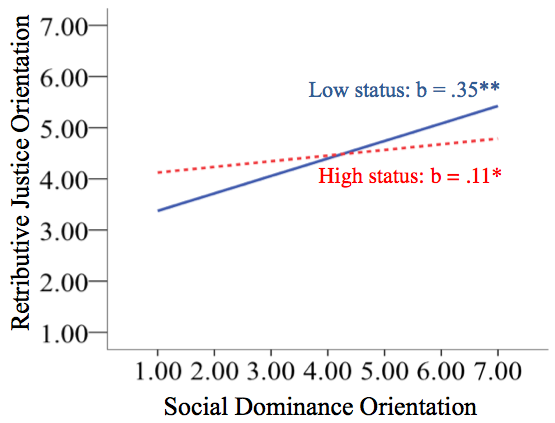 Retributive Justice Orientation
7.00
6.00
5.00
4.00
3.00
2.00
1.00
Low status: b = .35**
High status: b = .11*
1.00 2.00 3.00 4.00 5.00 6.00 7.00
Social Dominance Orientation